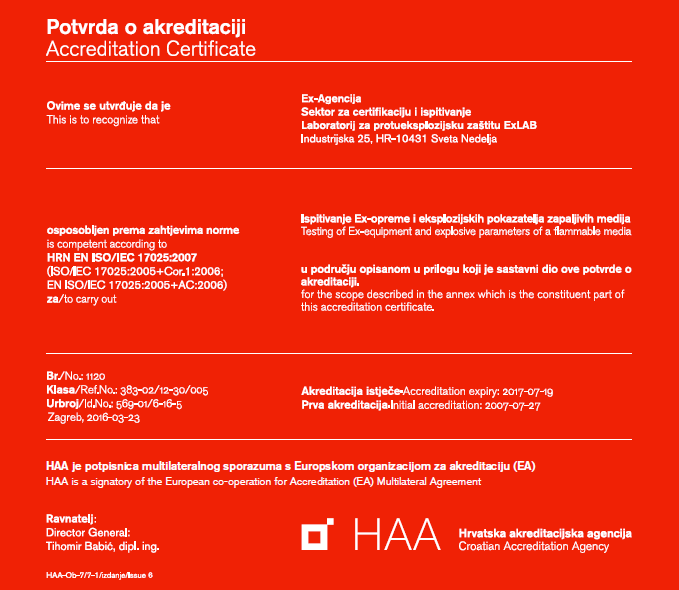 Potvrda o akreditaciji
Accreditation Certificate
Ovime se utvrđuje da je
This is to recognize that
Ex-Agencija
Sektor za certifikaciju i ispitivanje
Laboratorij za protueksplozijsku zaštitu ExLAB
Industrijska 25, HR-10431 Sveta Nedelja
osposobljen prema zahtjevima norme
is competent according to
HRN EN ISO/IEC 17025:2007
(ISO/IEC 17025:2005+Cor.1:2006;
EN ISO/IEC 17025:2005+AC:2006)
za/to carry out
Ispitivanje Ex-opreme i eksplozijskih pokazatelja zapaljivih medija
Testing of Ex-equipment and explosive parameters of a flammable media
u području opisanom u prilogu koji je sastavni dio ove potvrde o
akreditaciji.
for the scope described in the annex which is the constituent part of
this accreditation certificate.
Br./No.: 1120
Klasa/Ref.No.: 383-02/12-30/005
Urbroj/Id.No.: 569-01/6-16-5
Zagreb, 2016-03-23
Akreditacija istječe•Accreditation expiry: 2017-07-19
Prva akreditacija•Initial accreditation: 2007-07-27
HAA je potpisnica multilateralnog sporazuma s Europskom organizacijom za akreditaciju (EA)
HAA is a signatory of the European co-operation for Accreditation (EA) Multilateral Agreement
Ravnatelj:
Director General:
Tihomir Babić, dipl. ing.
HAA
Hrvatska akreditacijska agencija
Croatian Accreditation Agency
HAA-Ob-7/7-1/izdanje/Issue 6